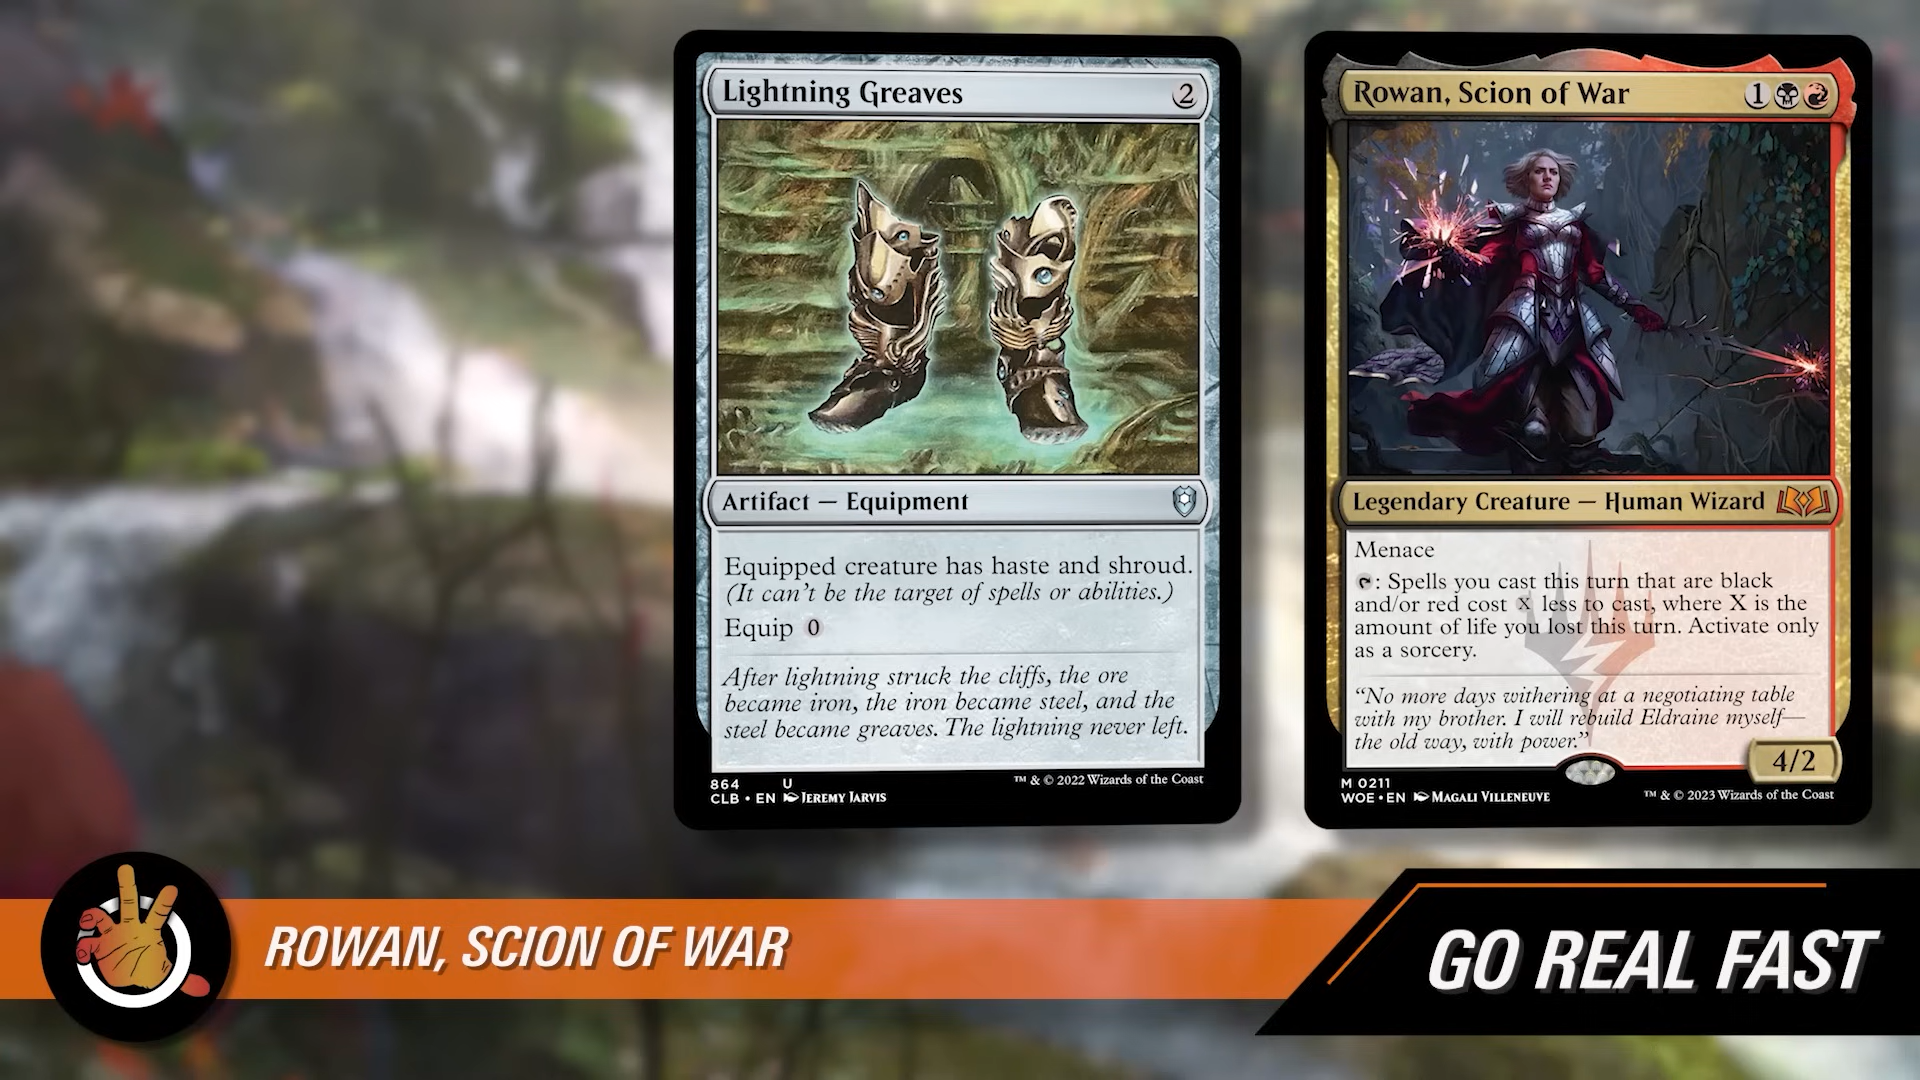 Lightning Greaves 2
Artifact — Equipment
Equipped creature has haste and shroud.
(It can't be the target of spells or abilities.)
Equip 0
After lightning struck the cliffs, the ore
became iron, the iron became steel, and the
steel became greaves. The lightning never left.
864 U
CLB • EN JEREMY JARVIS
™ & © 2022 Wizards of the Coast
Rowan, Scion of War 1
Legendary Creature — Human Wizard
Menace
: Spells you cast this turn that are black
and/or red cost X less to cast, where X is the
amount of life you lost this turn. Activate only
as a sorcery.
“No more days withering at a negotiating table
with my brother. I will rebuild Eldraine myself—
the old way, with power.”
4/2
M 0211
WOE • EN MAGALI VILLENEUVE
™ & © 2023 Wizards of the Coast
ROWAN, SCION OF WAR
GO REAL FAST